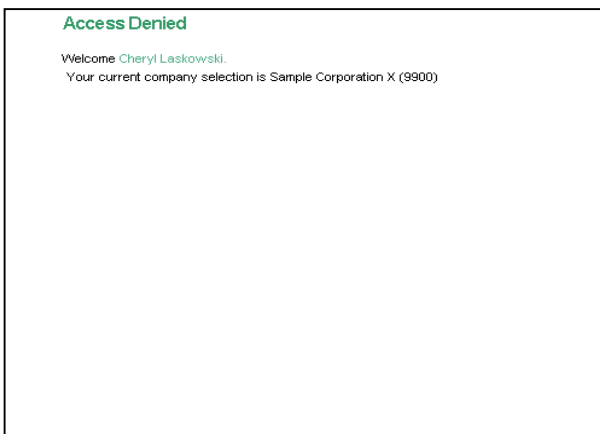 Access Denied
Welcome Cheryl Laskowski.
Your current company selection is Sample Corporation X (9900)